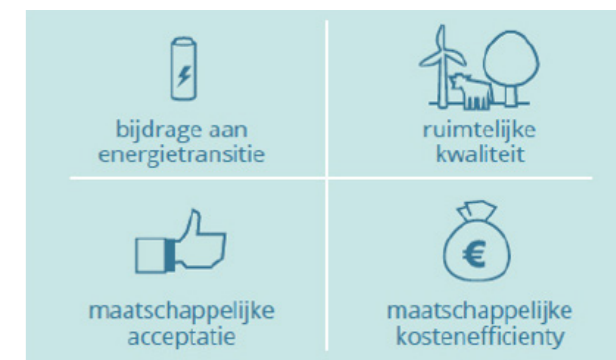 bijdrage aan
energietransitie
ruimtelijke
kwaliteit
maatschappelijke
acceptatie
€
maatschappelijke
kostenefficienty